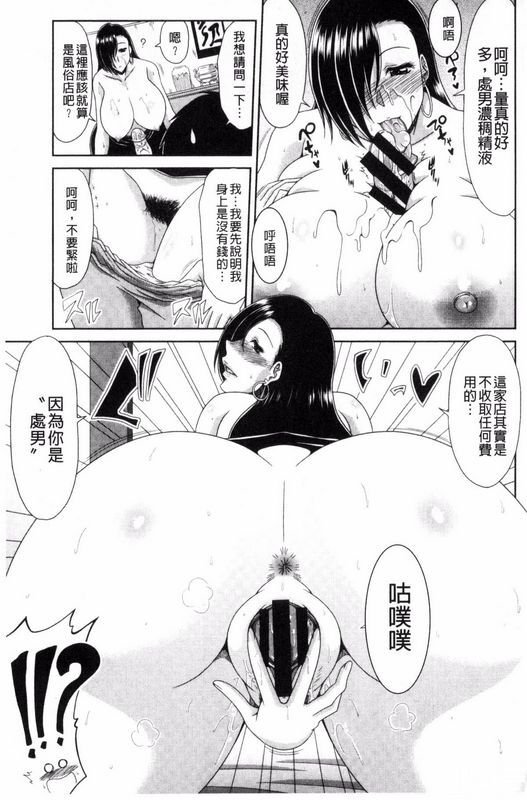 呵呵…量真的好
多，處男濃稠精液
啊唔
真的好美味喔
呼唔
我想請問一下…
嗯？
這裡應該就算
是風俗店吧？
我…我要先說明我
身上是沒有錢的…
呵呵，不要緊啦
這家店其實是
不收取任何費
用的…
因為你是
〝處男〞
咕噗噗
!!!?